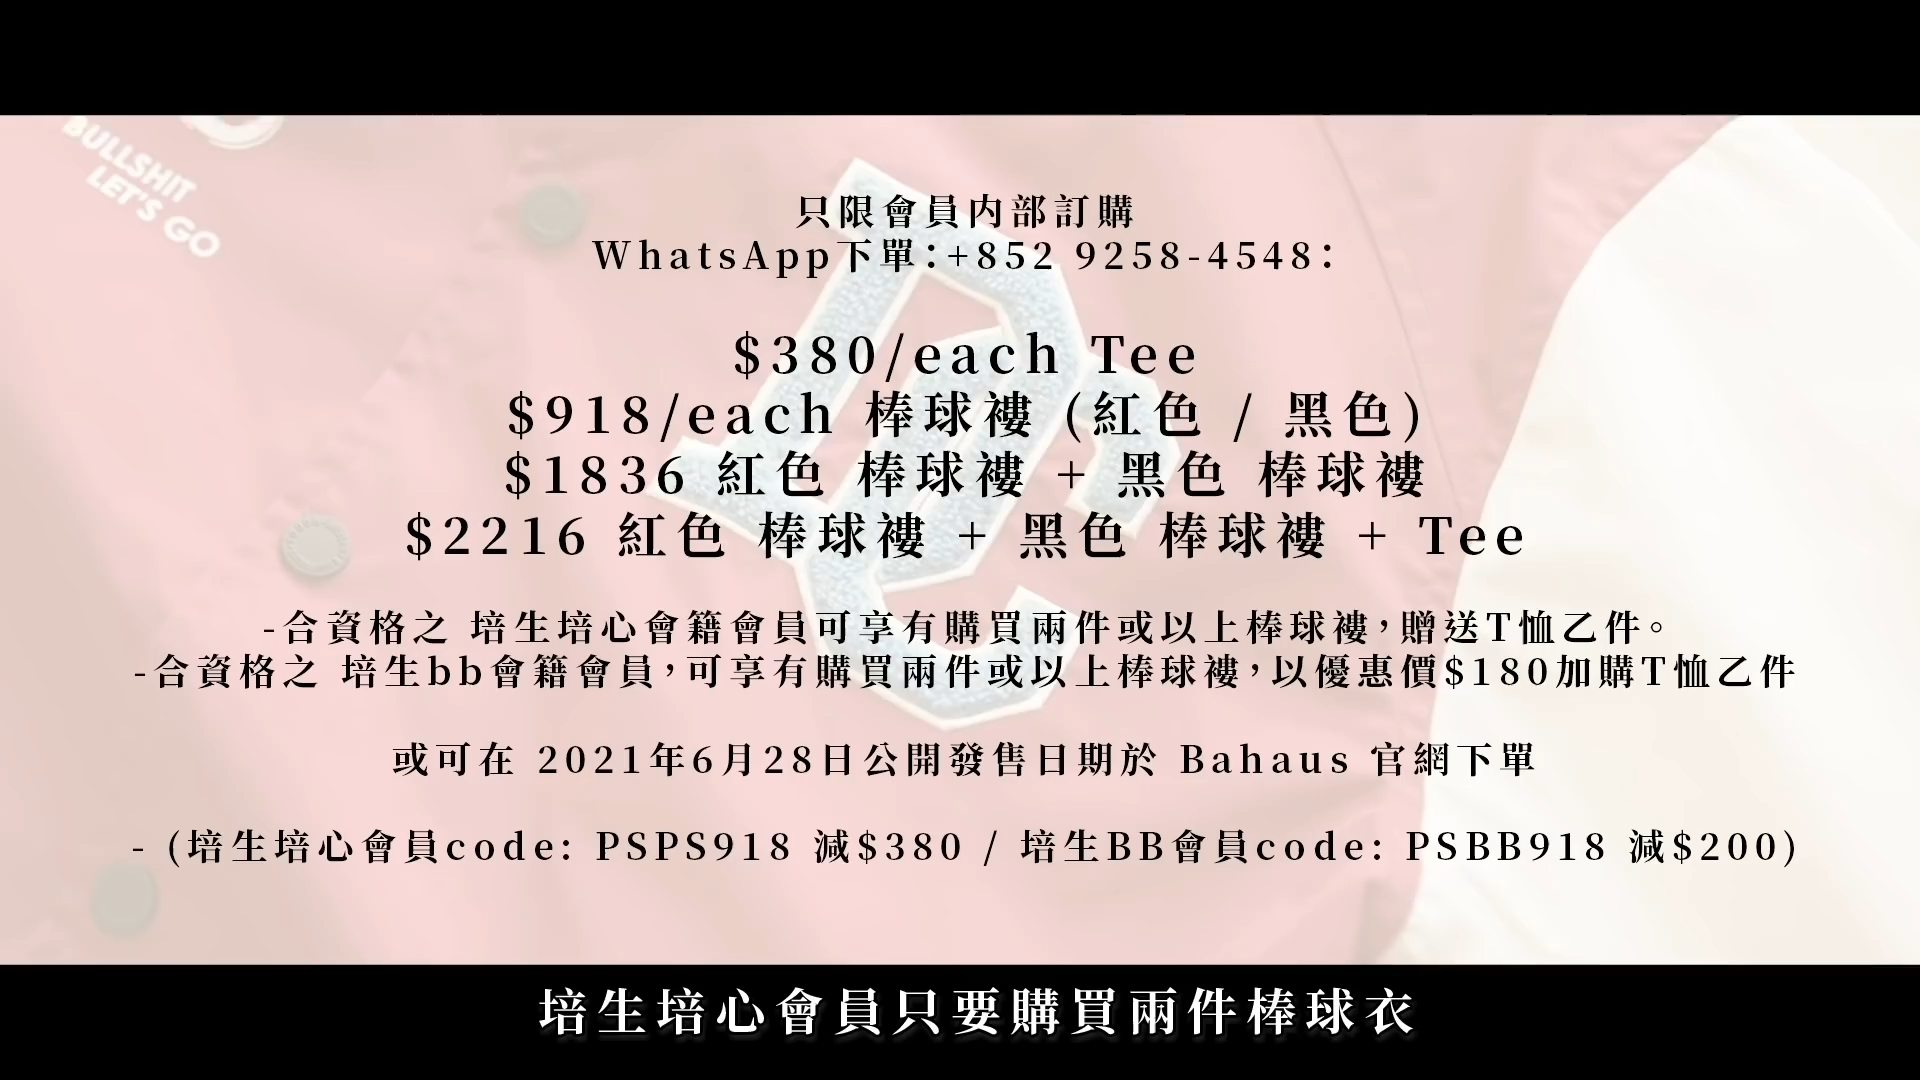 BULLSHIT
LET'S GO
只限會員内部訂購
WhatsApp下單：+852 9258-4548：
$380/each Tee
$918/each 棒球褸 (紅色 / 黑色)
$1836 紅色 棒球褸 + 黑色 棒球褸
$2216 紅色 棒球褸 + 黑色 棒球褸 + Tee
-合資格之 培生培心會籍會員可享有購買兩件或以上棒球褸，贈送T恤乙件。
-合資格之 培生bb會籍會員，可享有購買兩件或以上棒球褸，以優惠價$180加購T恤乙件
或可在 2021年6月28日公開發售日期於 Bahaus 官網下單
- (培生培心會員code: PSPS918 減$380 / 培生BB會員code: PSBB918 減$200)
培生培心會員只要購買兩件棒球衣